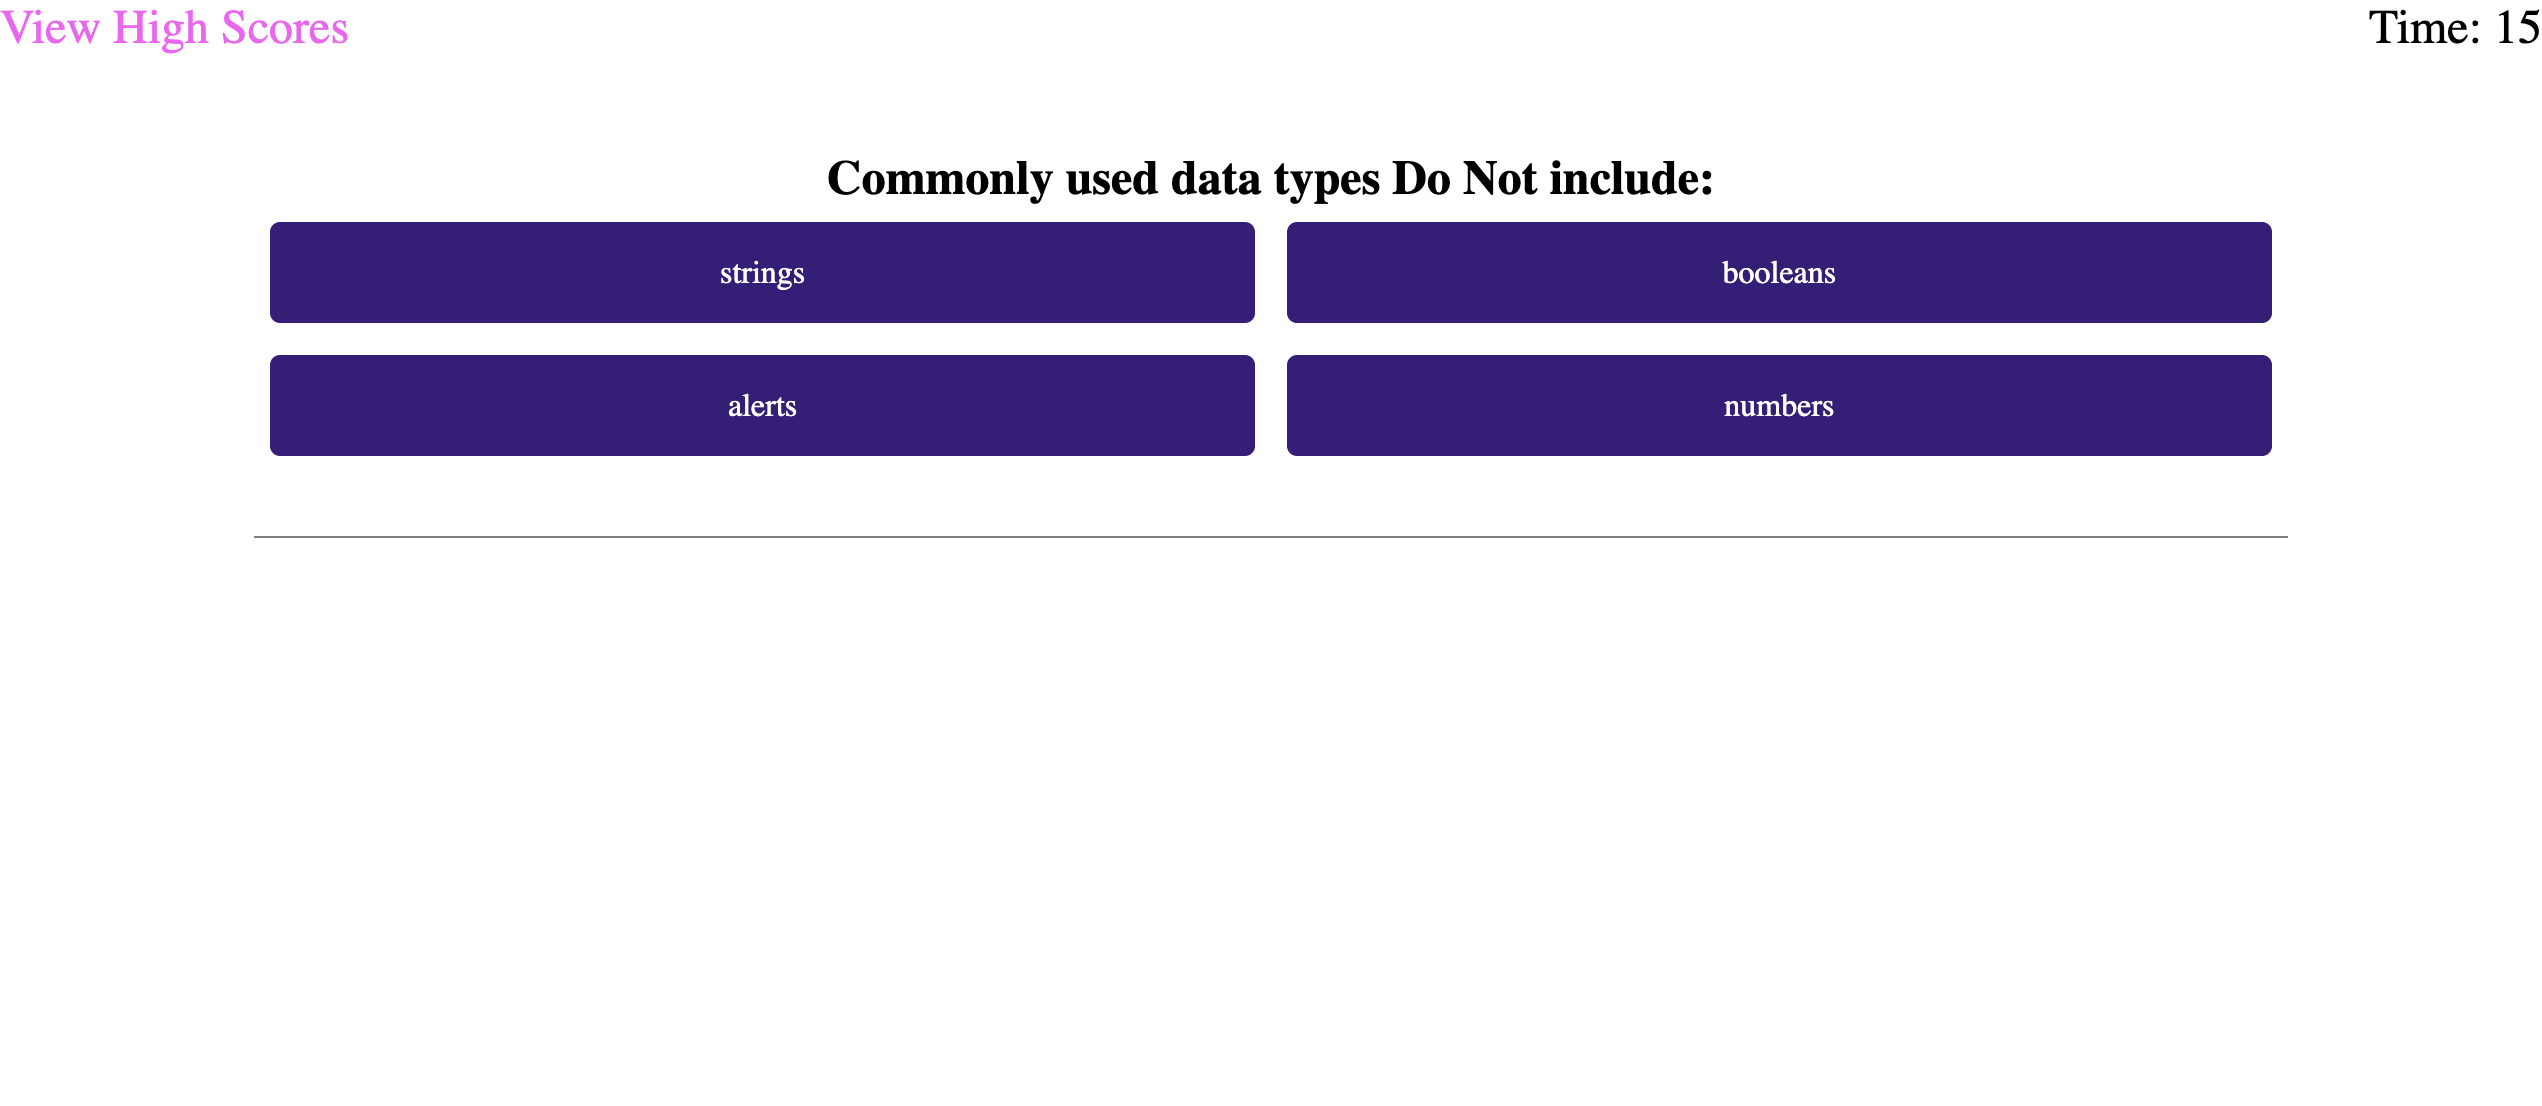 View High Scores
Time: 15
Commonly used data types Do Not include:
strings
booleans
alerts
numbers